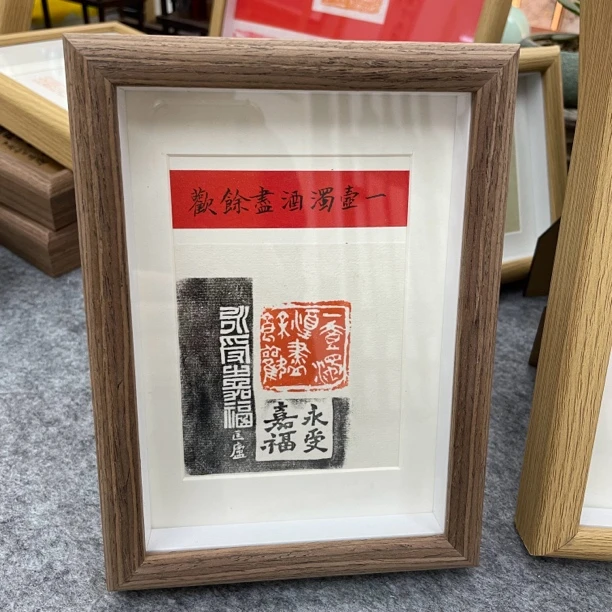 一壺濁酒盡餘歡
一壺濁
酒盡
餘歡
永受
嘉福
永受嘉福